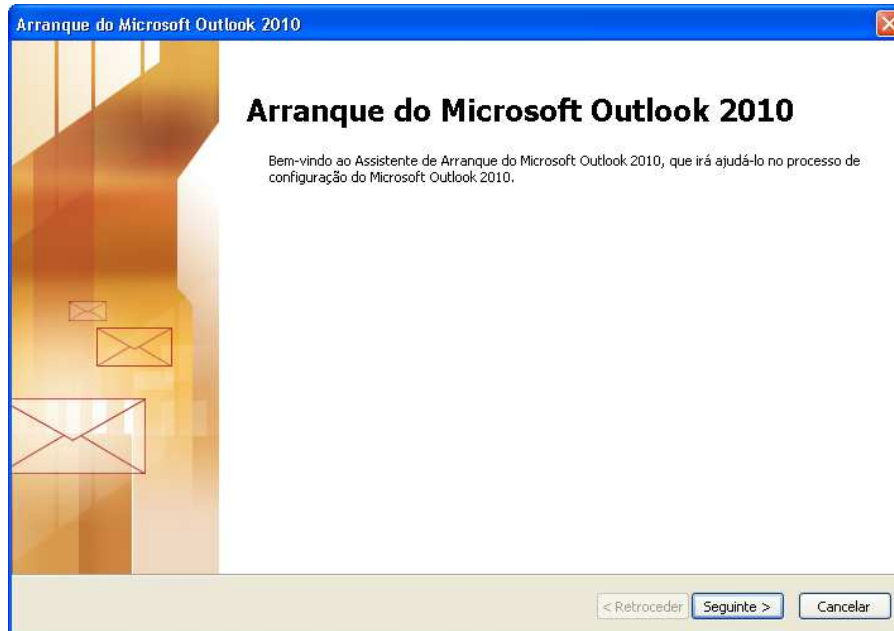 Arranque do Microsoft Outlook 2010
Arranque do Microsoft Outlook 2010
Bem-vindo ao Assistente de Arranque do Microsoft Outlook 2010, que irá ajudá-lo no processo de
configuração do Microsoft Outlook 2010.
< Retroceder Seguinte > Cancelar